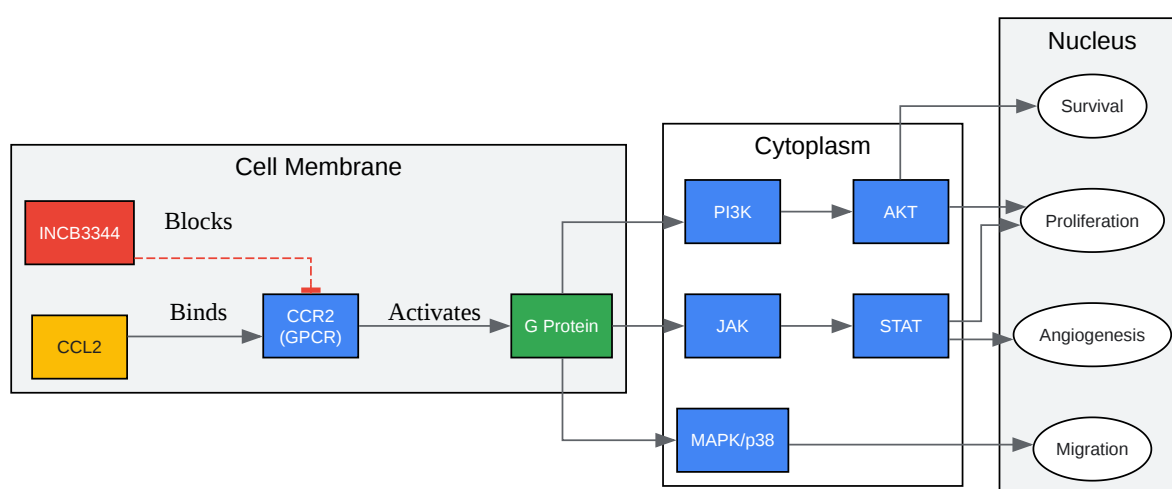 Nucleus
Survival
Cytoplasm
Cell Membrane
PI3K
AKT
INCB3344
Blocks
Proliferation
CCR2
(GPCR)
Binds
Activates
G Protein
JAK
STAT
Angiogenesis
CCL2
MAPK/p38
Migration